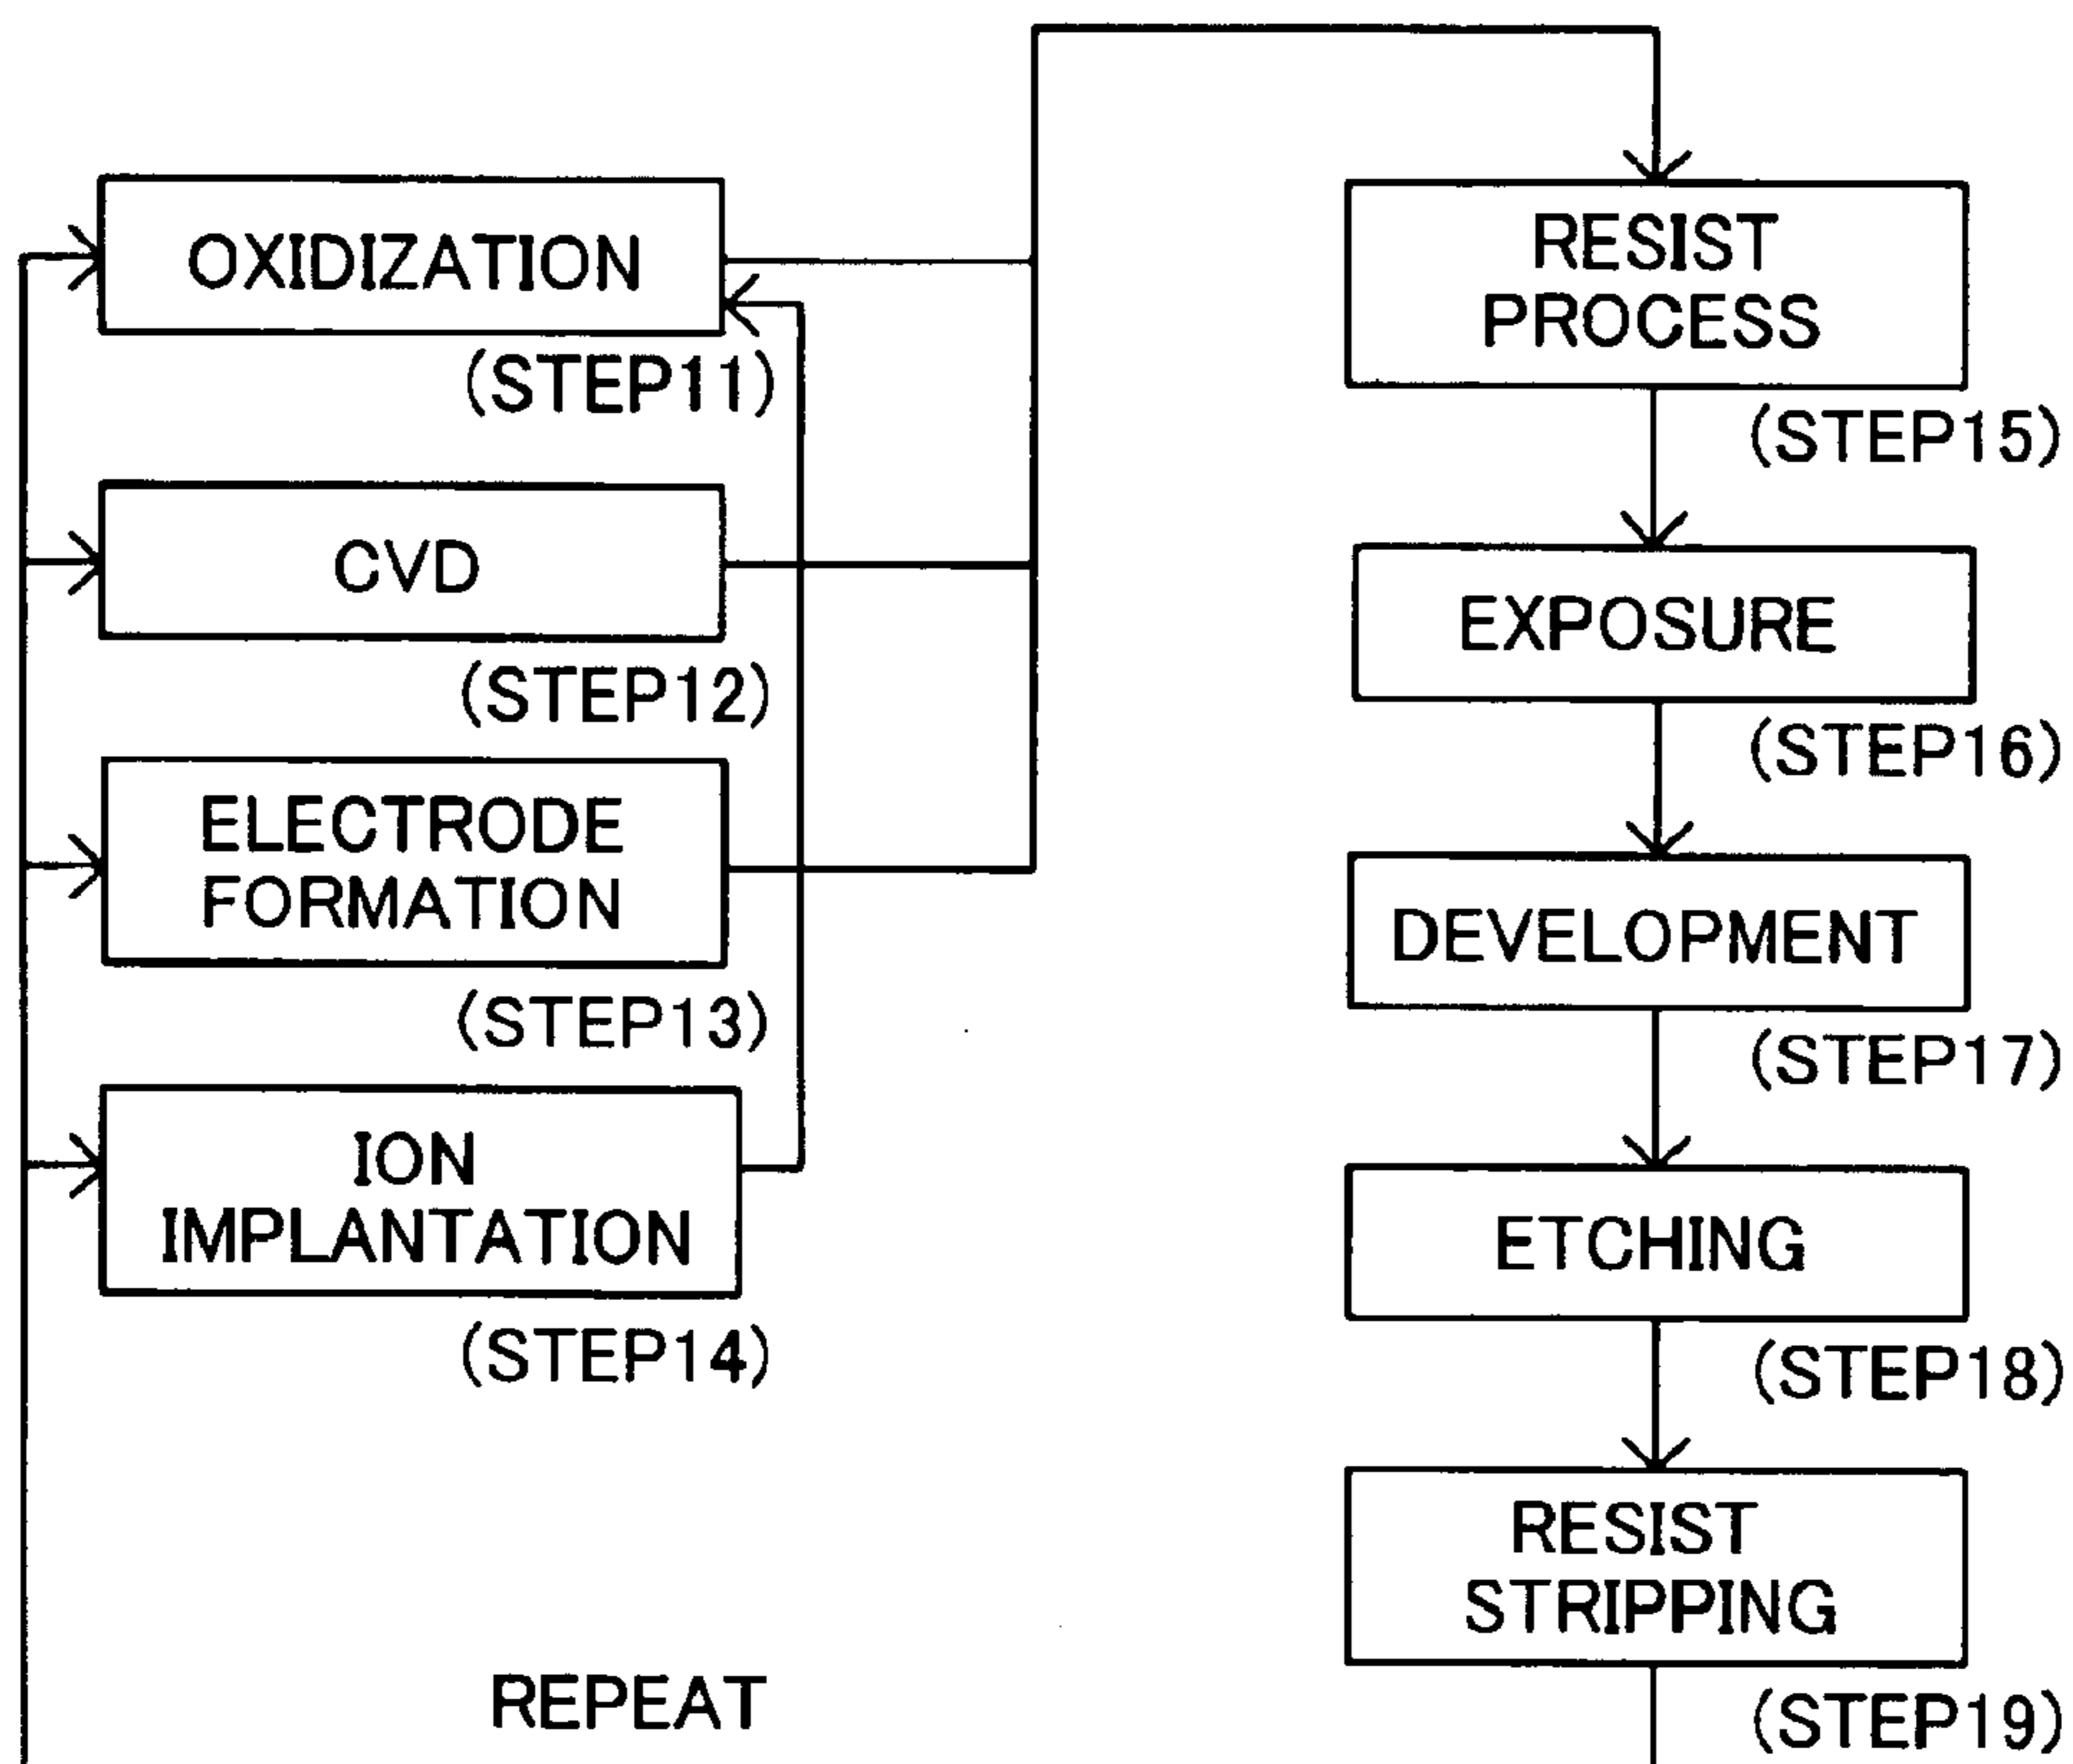 OXIDIZATION
(STEP11)
CVD
(STEP12)
ELECTRODE
FORMATION
(STEP13)
ION
IMPLANTATION
(STEP14)
REPEAT
RESIST
PROCESS
(STEP15)
EXPOSURE
(STEP16)
DEVELOPMENT
(STEP17)
ETCHING
(STEP18)
RESIST
STRIPPING
(STEP19)